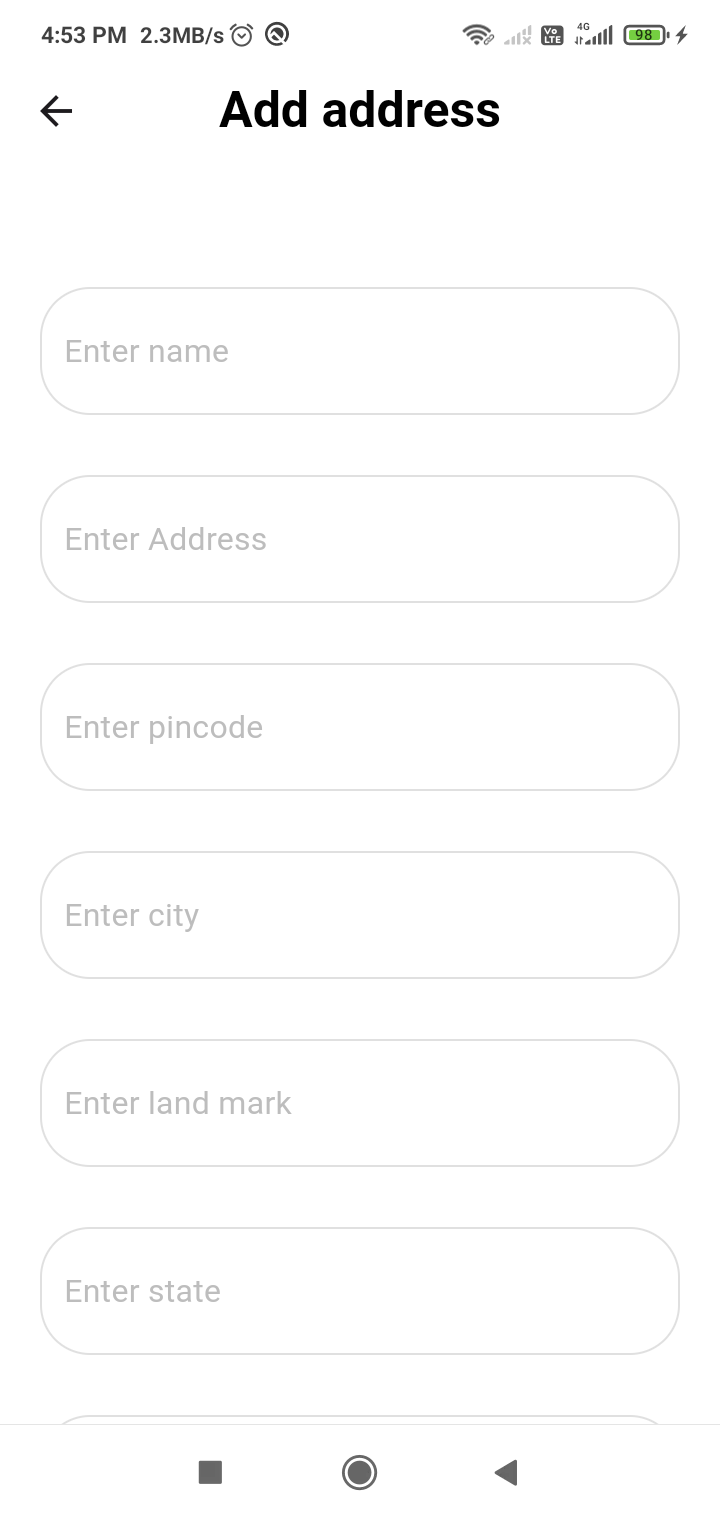 4:53 PM 2.3MB/s Vo LTE 4G 98
Add address
Enter name
Enter Address
Enter pincode
Enter city
Enter land mark
Enter state